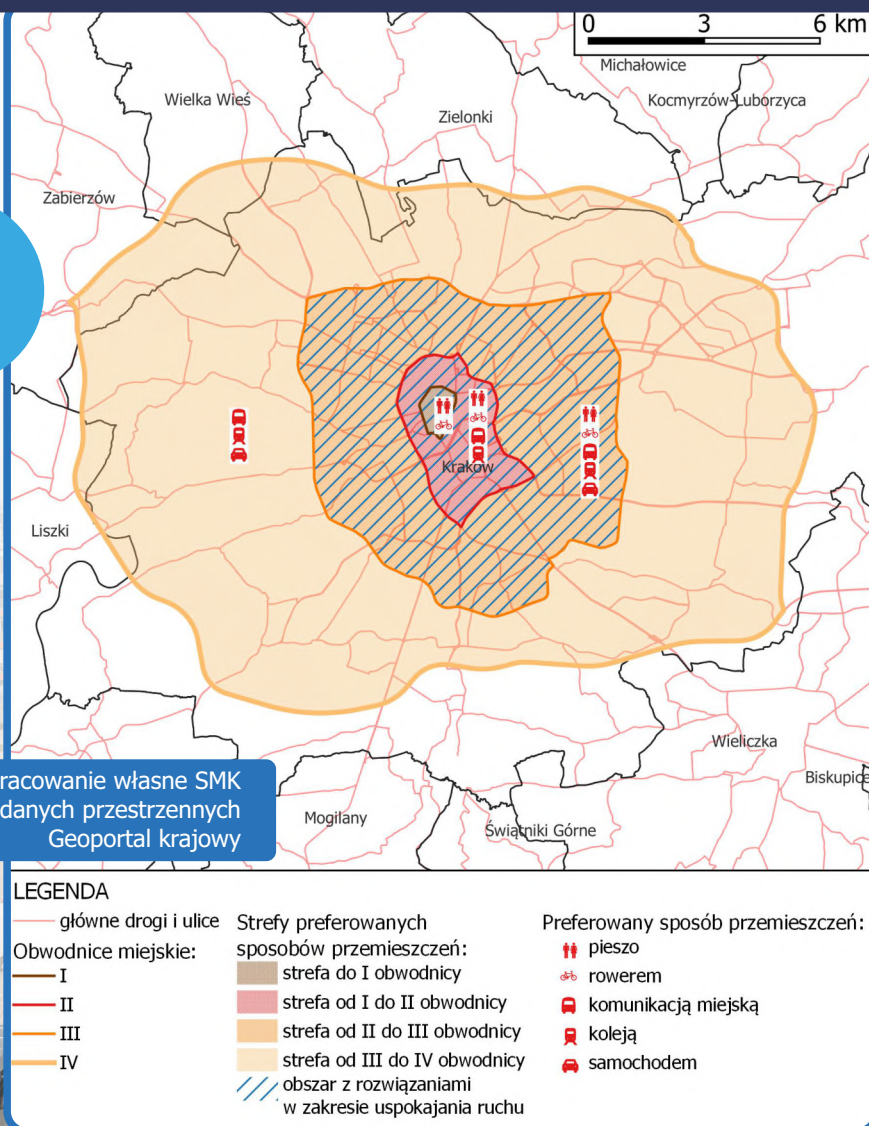 0 3 6 km
Michałowice
Wielka Wieś
Kocmyrzów-Luborzyca
Zielonki
Zabierzów
Kraków
Liszki
Wieliczka
racowanie własne SMK
danych przestrzennych
Geoportal krajowy
Biskupice
Mogilany
Świątniki Górne
LEGENDA
główne drogi i ulice
Obwodnice miejskie:
I
II
III
IV
Strefy preferowanych
sposobów przemieszczeń:
strefa do I obwodnicy
strefa od I do II obwodnicy
strefa od II do III obwodnicy
strefa od III do IV obwodnicy
obszar z rozwiązaniami
w zakresie uspokajania ruchu
Preferowany sposób przemieszczeń:
pieszo
rowerem
komunikacją miejską
koleją
samochodem